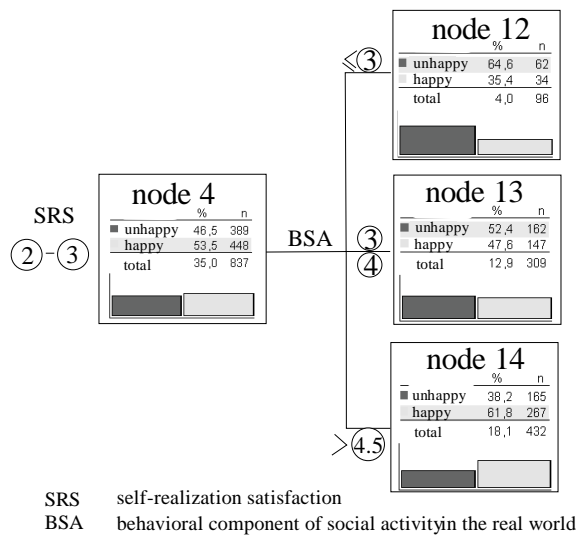 node 12
% n
unhappy 64,6 62
happy 35,4 34
total 4,0 96
≤3
node 4
% n
unhappy 46,5 389
happy 53,5 448
total 35,0 837
SRS
2-3
BSA
3
4
node 13
% n
unhappy 52,4 162
happy 47,6 147
total 12,9 309
node 14
% n
unhappy 38,2 165
happy 61,8 267
total 18,1 432
>4.5
SRS self-realization satisfaction
BSA behavioral component of social activityin the real world